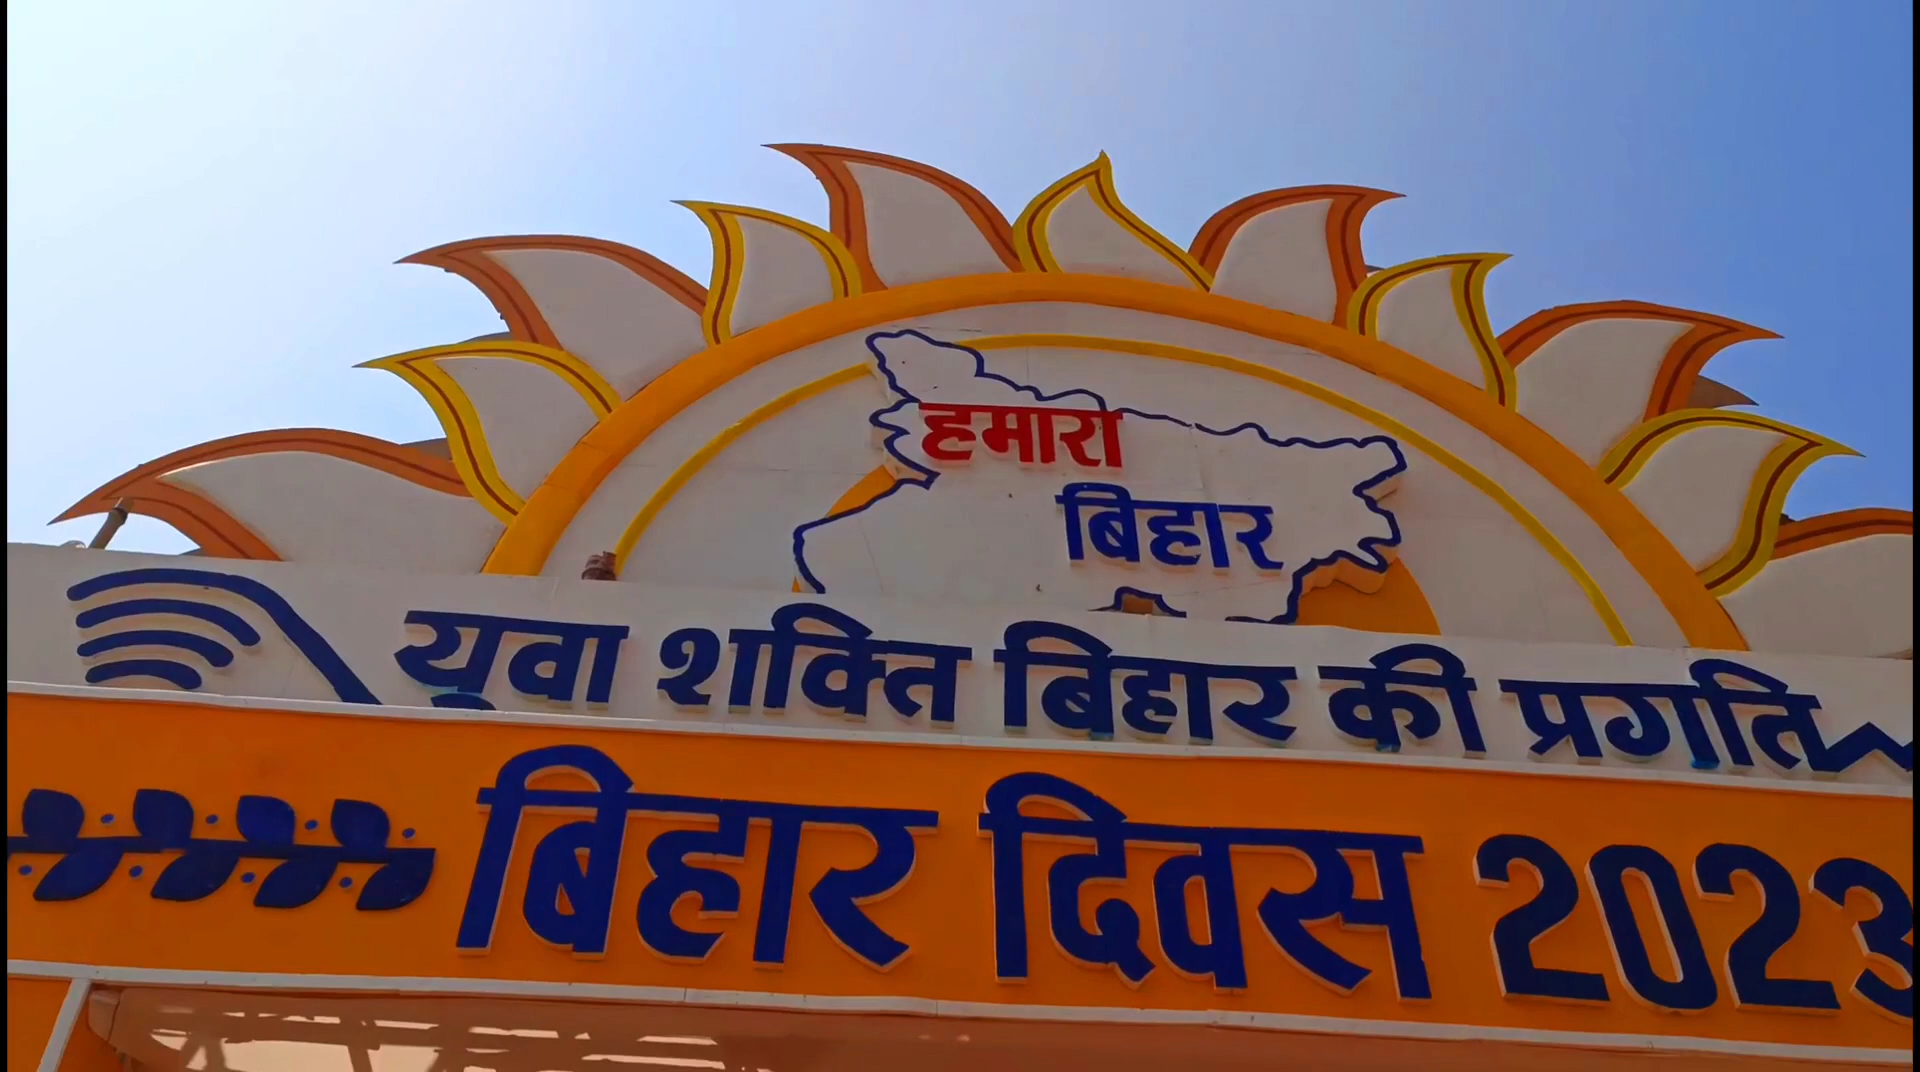 हमारा
बिहार
युवा शक्ति बिहार की प्रगति
बिहार दिवस 2023